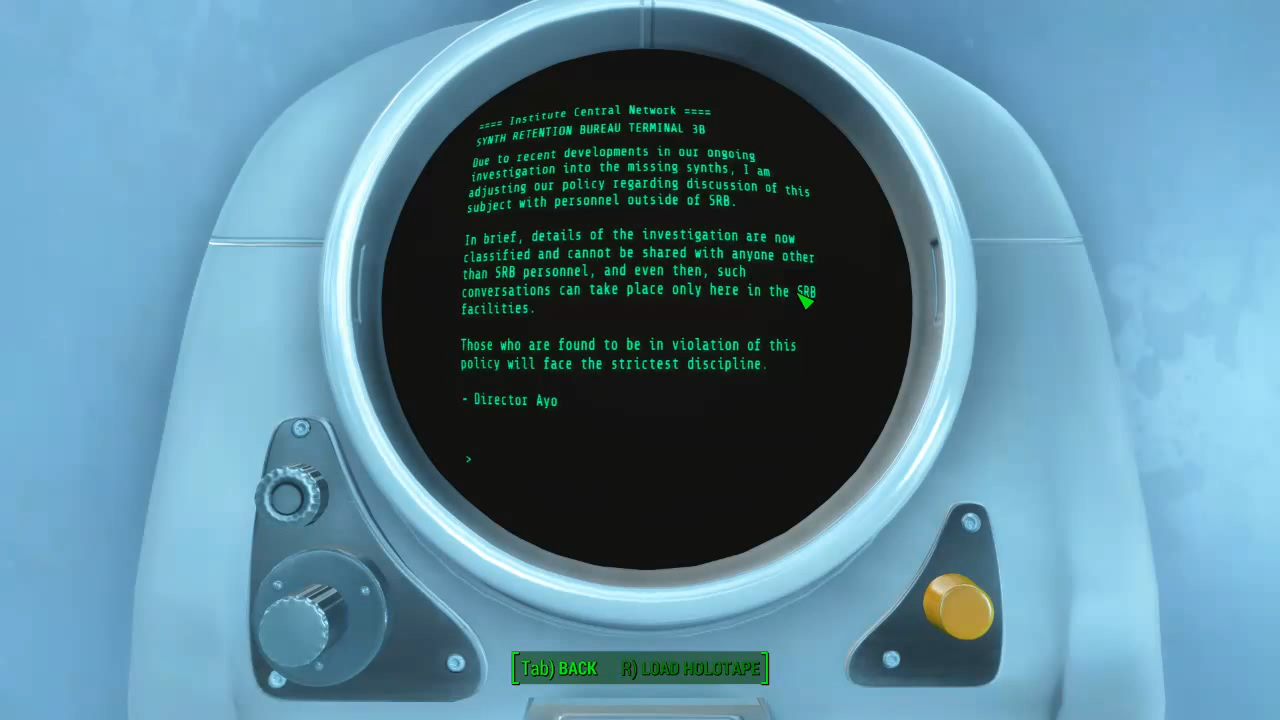 ==== Institute Central Network ====
SYNTH RETENTION BUREAU TERMINAL 3B
Due to recent developments in our ongoing
investigation into the missing synths, I am
adjusting our policy regarding discussion of this
subject with personnel outside of SRB.
In brief, details of the investigation are now
classified and cannot be shared with anyone other
than SRB personnel, and even then, such
conversations can take place only here in the SRB
facilities.
Those who are found to be in violation of this
policy will face the strictest discipline.
- Director Ayo
>
Tab) BACK R) LOAD HOLOTAPE